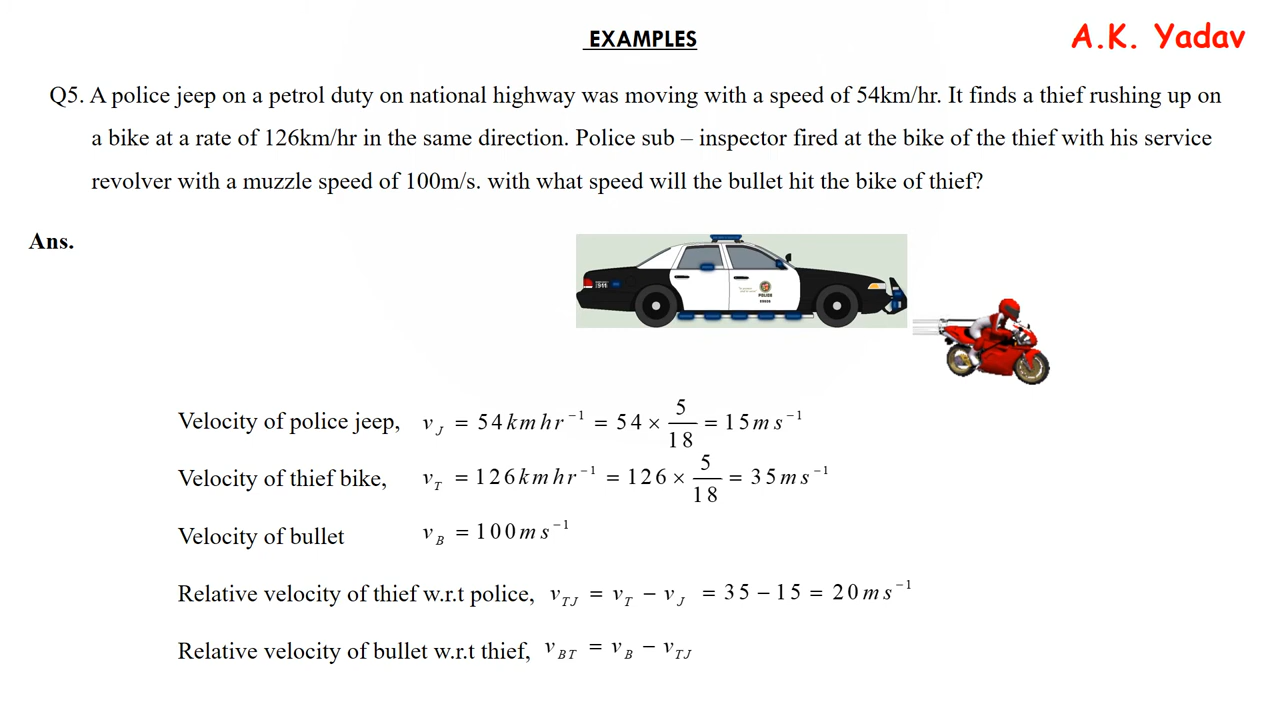 EXAMPLES
A.K. Yadav
Q5. A police jeep on a petrol duty on national highway was moving with a speed of 54km/hr. It finds a thief rushing up on
a bike at a rate of 126km/hr in the same direction. Police sub – inspector fired at the bike of the thief with his service
revolver with a muzzle speed of 100m/s. with what speed will the bullet hit the bike of thief?
Ans.
POLICE
Velocity of police jeep, v_J = 54 km hr⁻¹ = 54 × 5/18 = 15 m s⁻¹
Velocity of thief bike, v_T = 126 km hr⁻¹ = 126 × 5/18 = 35 m s⁻¹
Velocity of bullet v_B = 100 m s⁻¹
Relative velocity of thief w.r.t police, v_TJ = v_T − v_J = 35 − 15 = 20 m s⁻¹
Relative velocity of bullet w.r.t thief, v_BT = v_B − v_TJ